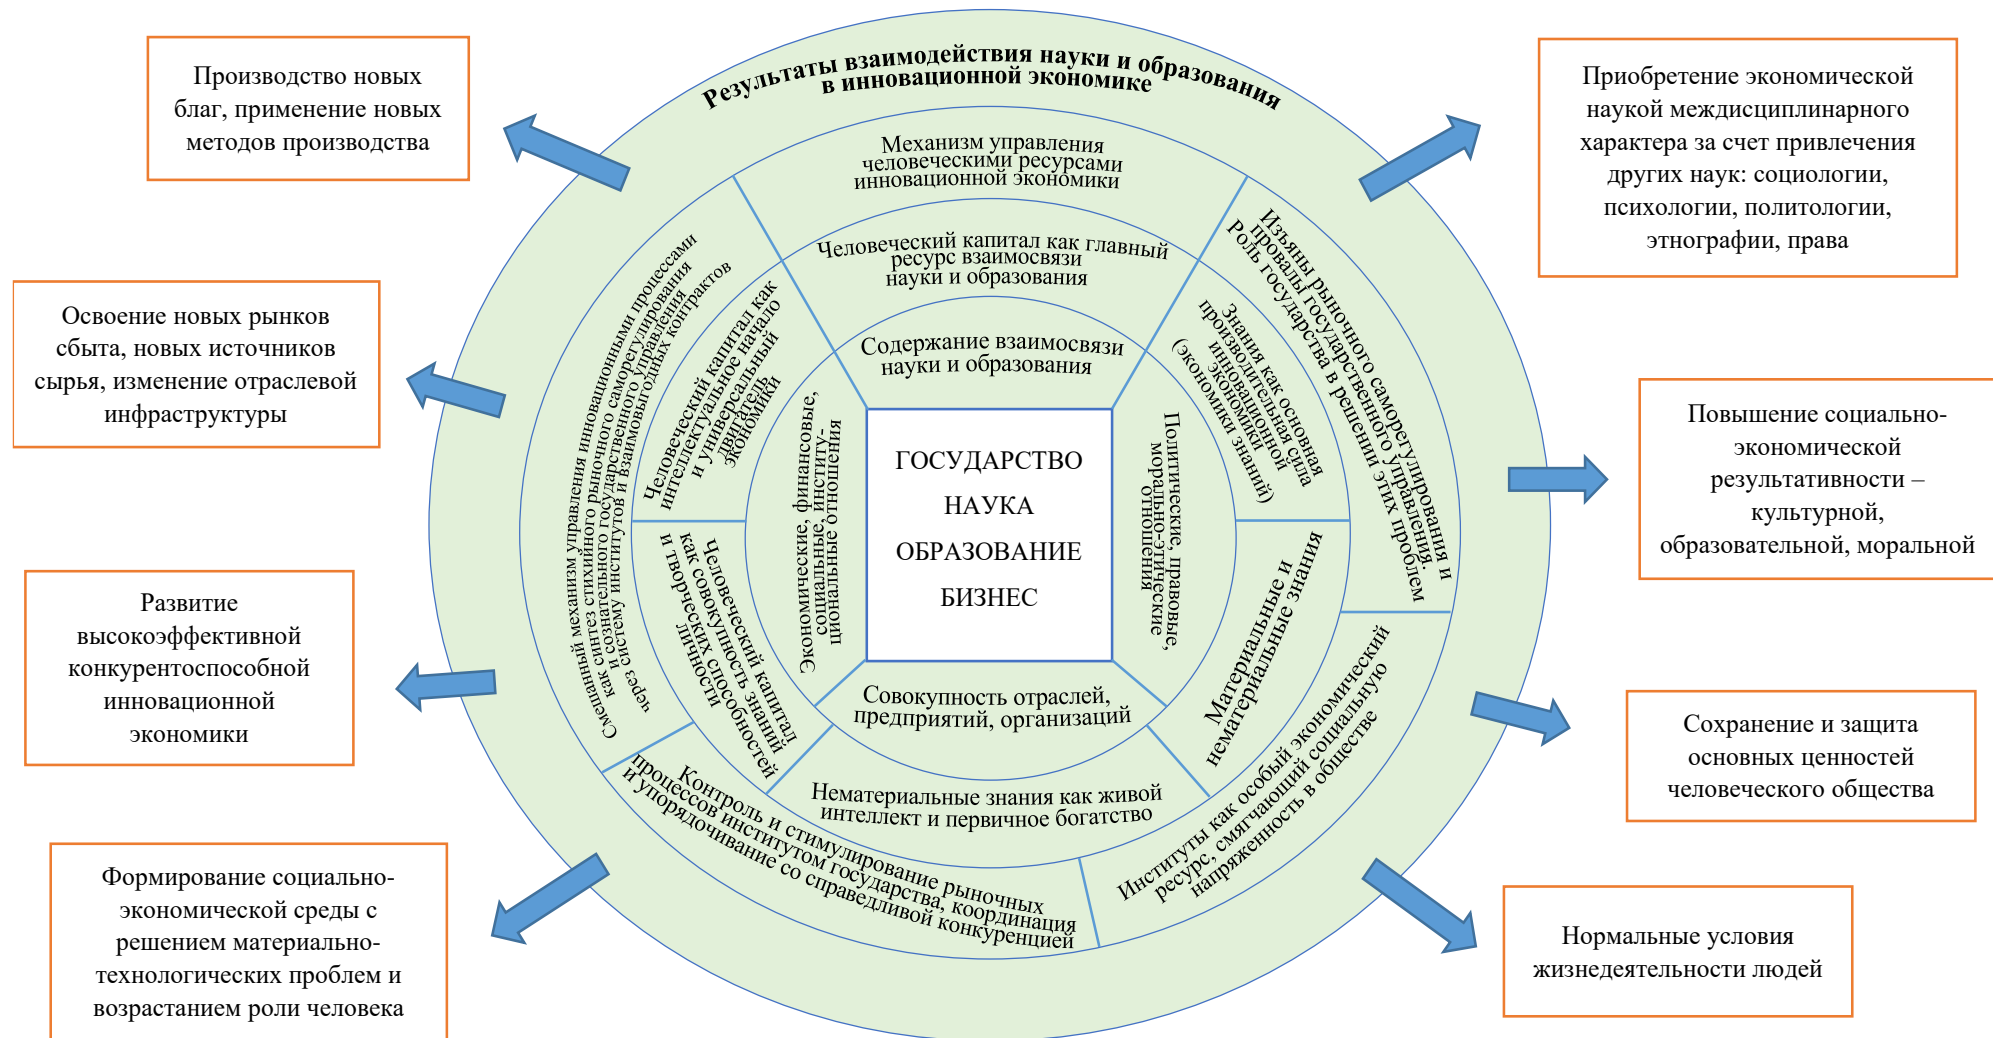 Результаты взаимодействия науки и образования
в инновационной экономике
Производство новых
благ, применение новых
методов производства
Освоение новых рынков
сбыта, новых источников
сырья, изменение отраслевой
инфраструктуры
Развитие
высокоэффективной
конкурентоспособной
инновационной
экономики
Формирование социально-
экономической среды с
решением материально-
технологических проблем и
возрастанием роли человека
Механизм управления
человеческими ресурсами
инновационной экономики
Человеческий капитал как главный
ресурс взаимосвязи
науки и образования
Содержание взаимосвязи
науки и образования
Смешанный механизм управления инновационными процессами
как синтез стихийного рыночного саморегулирования
и сознательного государственного управления
через систему институтов и взаимовыгодных контрактов
Человеческий капитал как
интеллектуальное начало
и универсальный
двигатель
экономики
Экономические, финансовые,
социальные, институ-
циональные отношения
ГОСУДАРСТВО
НАУКА
ОБРАЗОВАНИЕ
БИЗНЕС
Политические, правовые,
морально-этические
отношения
Знания как основная
производительная сила
инновационной
экономики
(экономики знаний)
Изъяны рыночного саморегулирования и
провалы государственного управления.
Роль государства в решении этих проблем
Человеческий капитал
как совокупность знаний
и творческих способностей
личности
Совокупность отраслей,
предприятий, организаций
Материальные и
нематериальные знания
Нематериальные знания как живой
интеллект и первичное богатство
Контроль и стимулирование рыночных
процессов институтом государства, координация
и упорядочивание со справедливой конкуренцией
Институты как особый экономический
ресурс, смягчающий социальную
напряженность в обществе
Приобретение экономической
наукой междисциплинарного
характера за счет привлечения
других наук: социологии,
психологии, политологии,
этнографии, права
Повышение социально-
экономической
результативности –
культурной,
образовательной, моральной
Сохранение и защита
основных ценностей
человеческого общества
Нормальные условия
жизнедеятельности людей